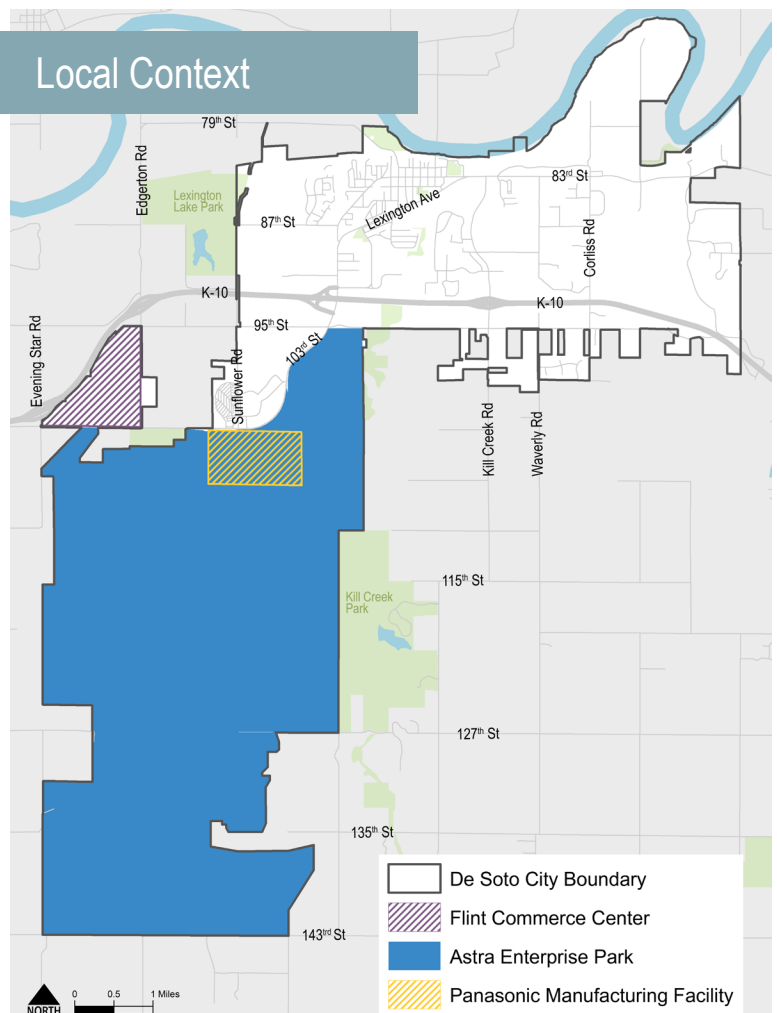 Local Context
79th St
Edgerton Rd
83rd St
Lexington
Lake Park
Lexington Ave
87th St
Corliss Rd
K-10
K-10
95th St
Evening Star Rd
103rd St
Sunflower Rd
Kill Creek Rd
Waverly Rd
115th St
Kill Creek
Park
127th St
135th St
143trd St
De Soto City Boundary
Flint Commerce Center
Astra Enterprise Park
Panasonic Manufacturing Facility
NORTH
0 0.5 1 Miles